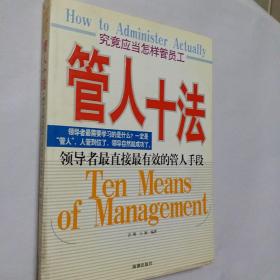 How to Administer Actually
究竟应当怎样管员工
管人十法
领导者最需要学习的是什么？一定是
“管人”，人管到位了，领导自然就成功了。
领导者最直接最有效的管人手段
Ten Means
of Management